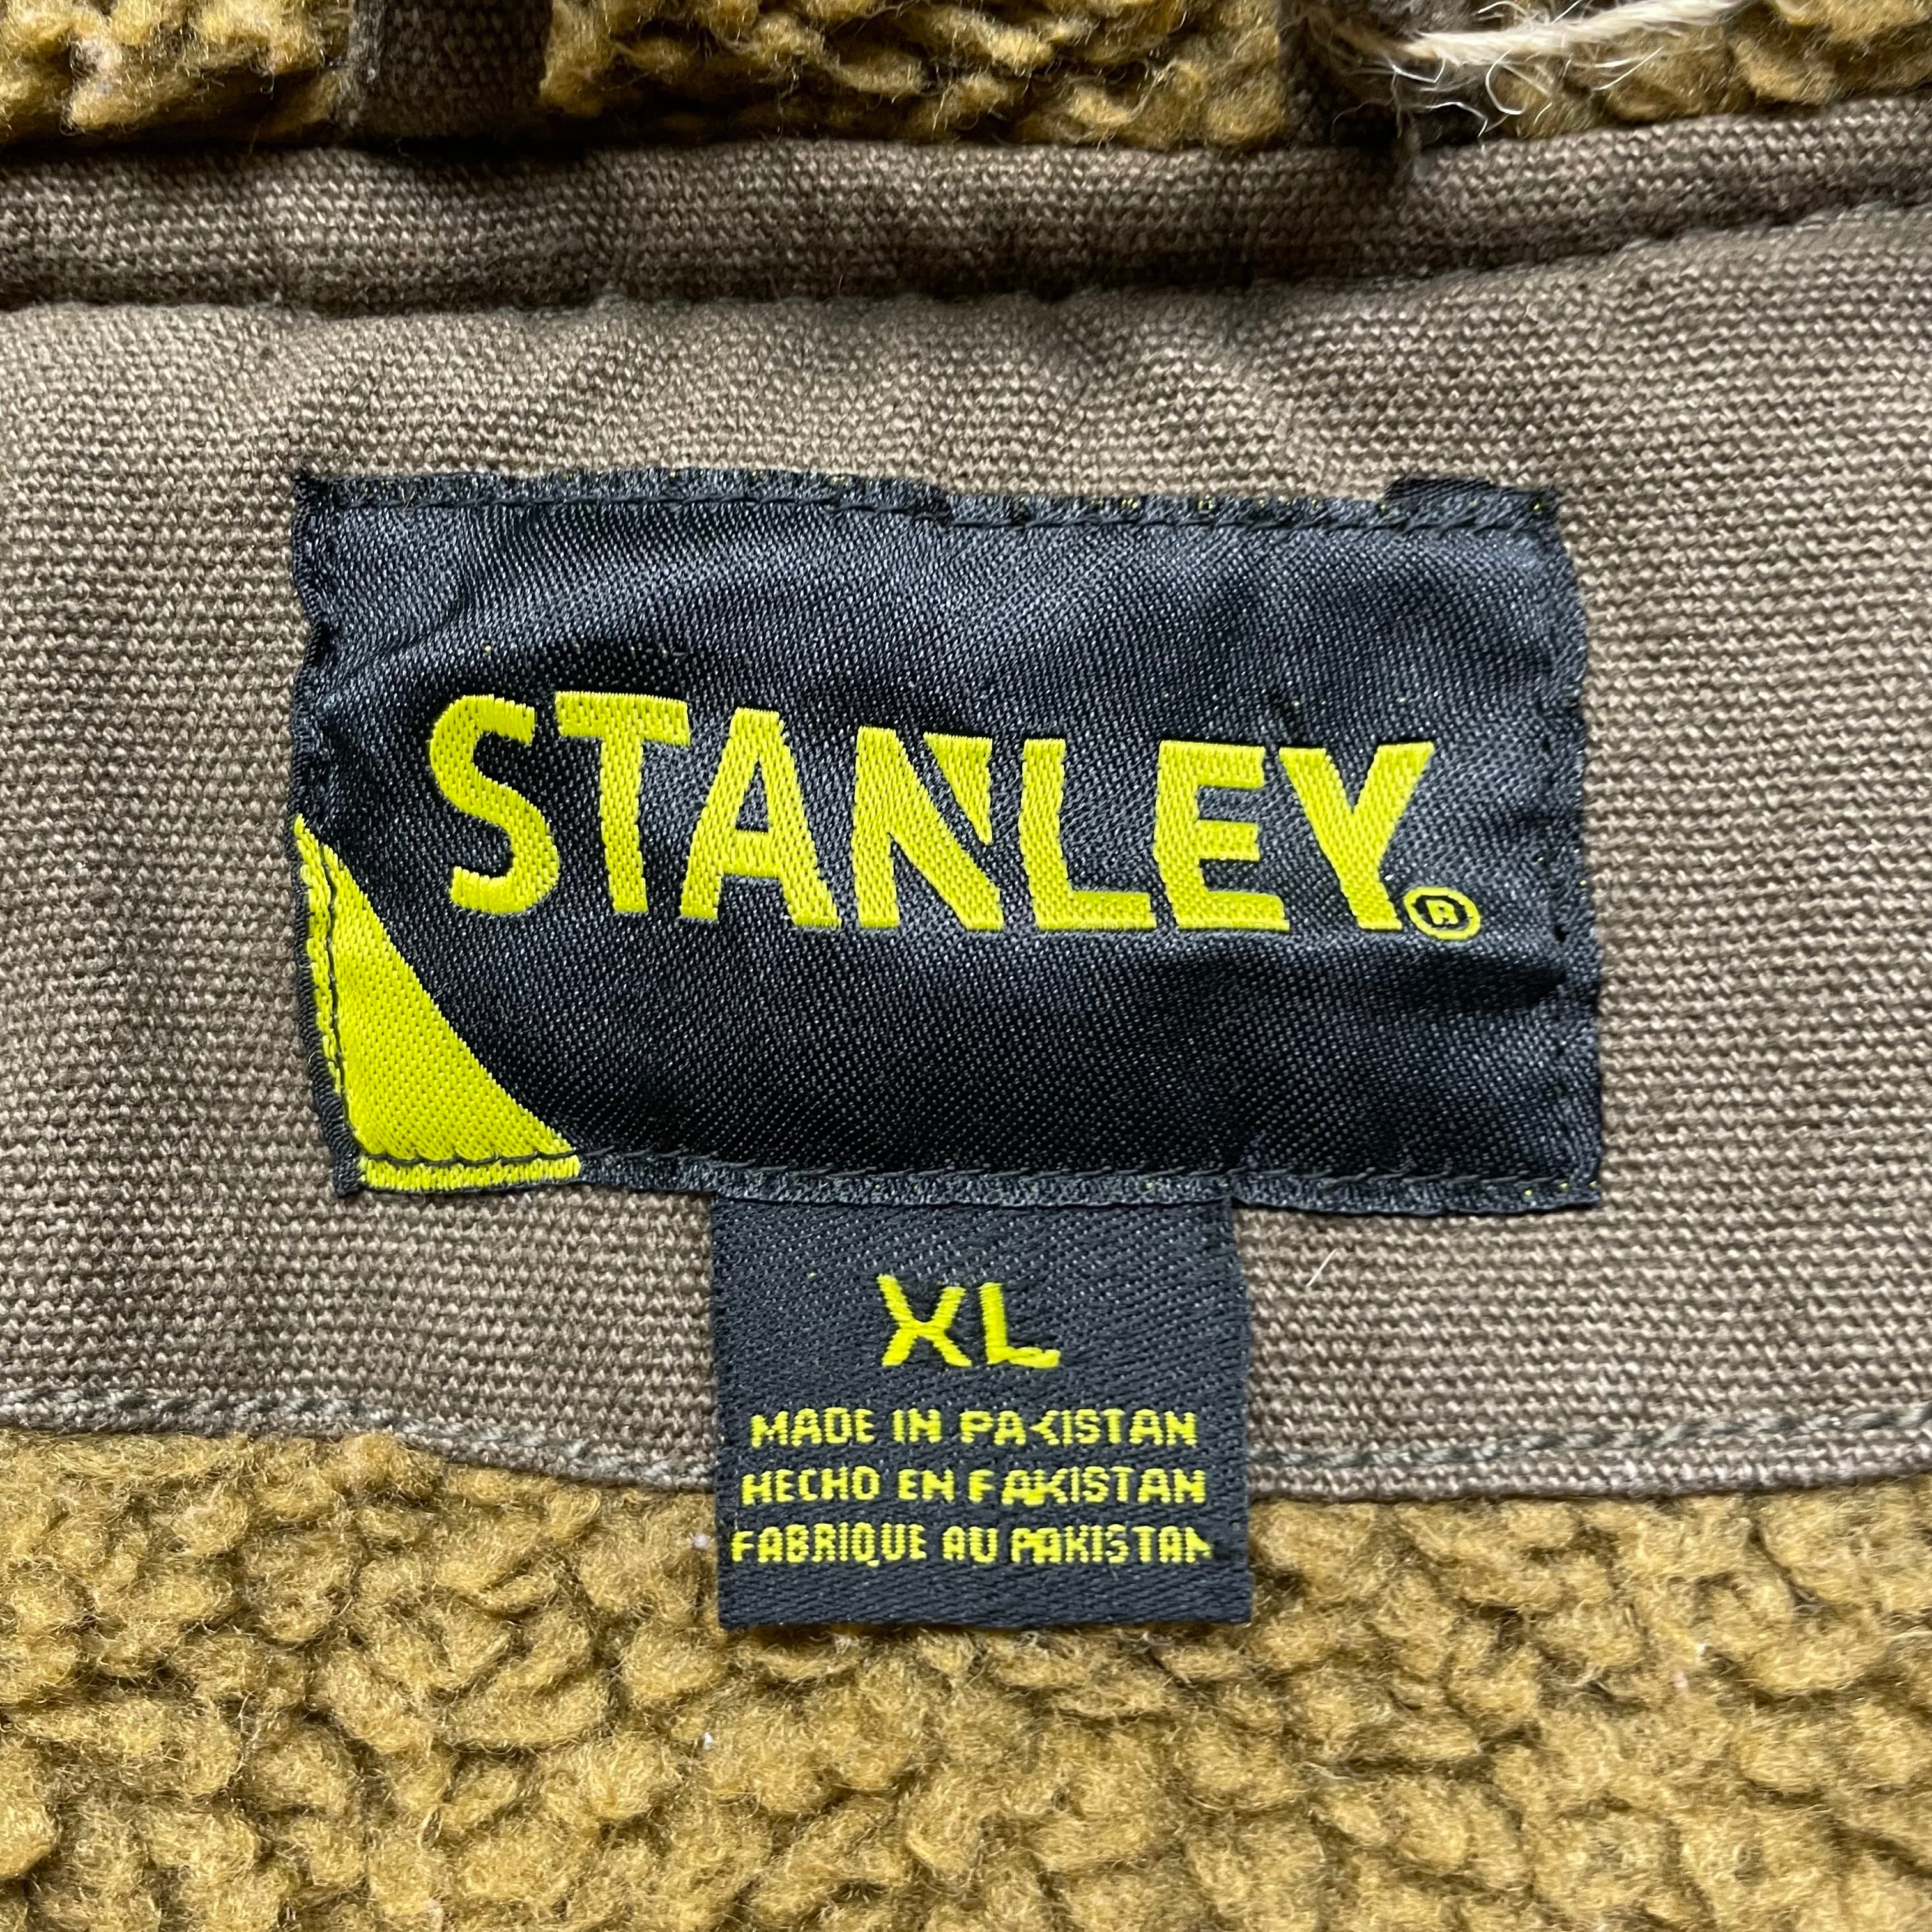 STANLEY®
XL
MADE IN PAKISTAN
HECHO EN PAKISTAN
FABRIQUE AU PAKISTAN